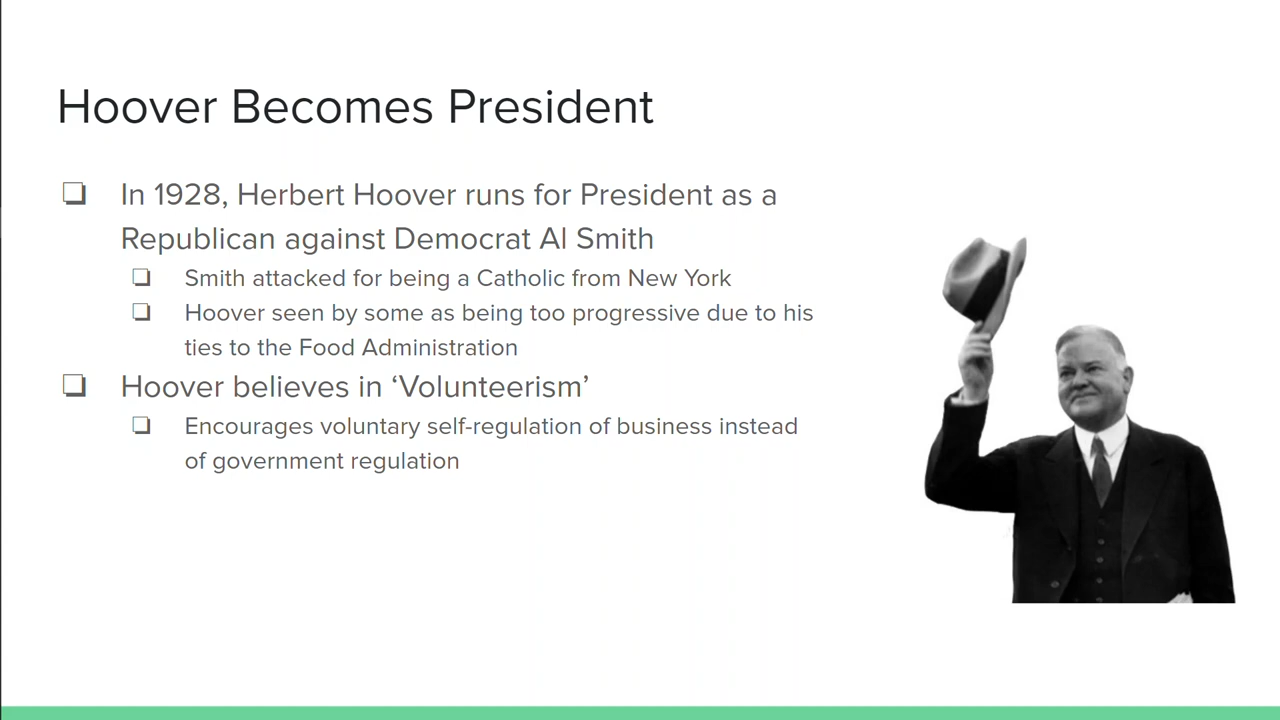 Hoover Becomes President
❏ In 1928, Herbert Hoover runs for President as a
Republican against Democrat Al Smith
❏ Smith attacked for being a Catholic from New York
❏ Hoover seen by some as being too progressive due to his
ties to the Food Administration
❏ Hoover believes in ‘Volunteerism’
❏ Encourages voluntary self-regulation of business instead
of government regulation